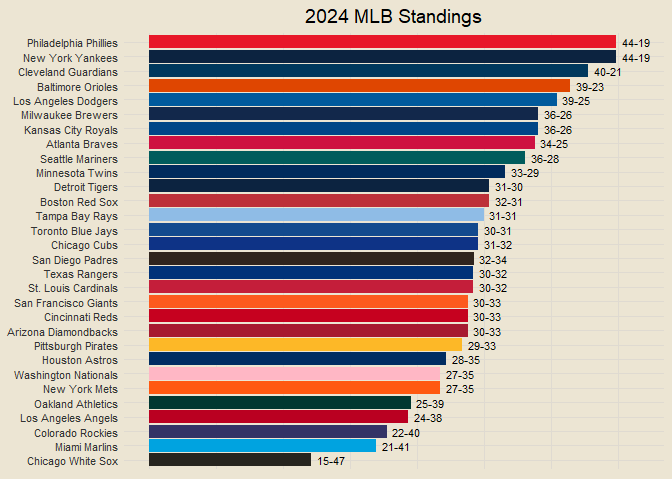 2024 MLB Standings
Philadelphia Phillies 44-19
New York Yankees 44-19
Cleveland Guardians 40-21
Baltimore Orioles 39-23
Los Angeles Dodgers 39-25
Milwaukee Brewers 36-26
Kansas City Royals 36-26
Atlanta Braves 34-25
Seattle Mariners 36-28
Minnesota Twins 33-29
Detroit Tigers 31-30
Boston Red Sox 32-31
Tampa Bay Rays 31-31
Toronto Blue Jays 30-31
Chicago Cubs 31-32
San Diego Padres 32-34
Texas Rangers 30-32
St. Louis Cardinals 30-32
San Francisco Giants 30-33
Cincinnati Reds 30-33
Arizona Diamondbacks 30-33
Pittsburgh Pirates 29-33
Houston Astros 28-35
Washington Nationals 27-35
New York Mets 27-35
Oakland Athletics 25-39
Los Angeles Angels 24-38
Colorado Rockies 22-40
Miami Marlins 21-41
Chicago White Sox 15-47